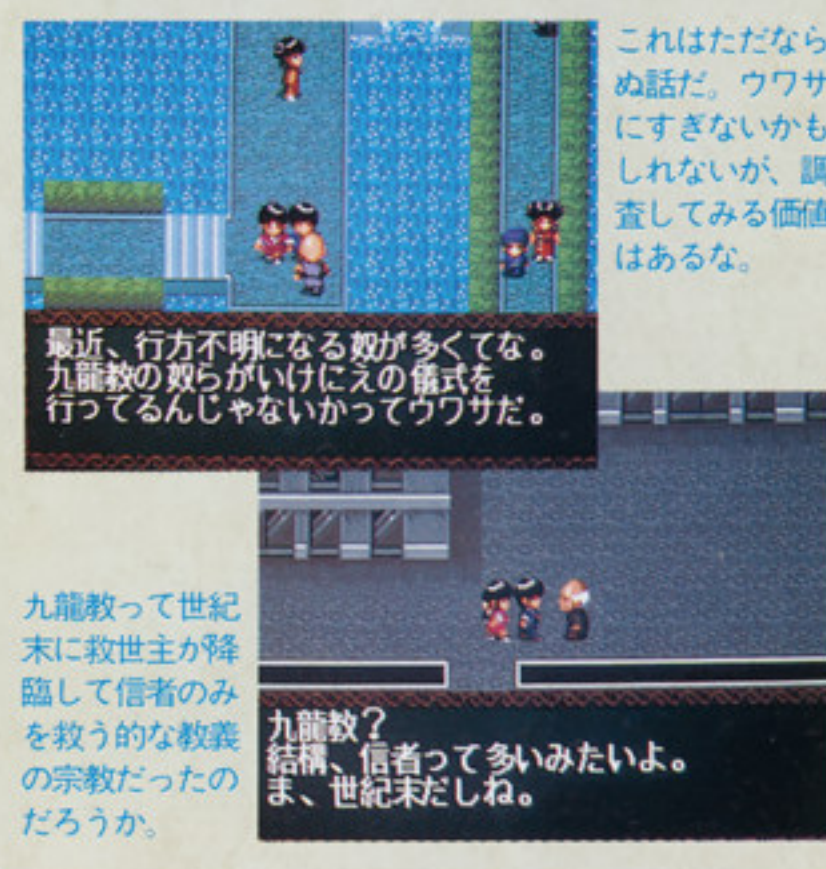 これはただなら
ぬ話だ。ウワサ
にすぎないかも
しれないが、調
査してみる価値
はあるな。
最近、行方不明になる奴が多くてな。
九龍教の奴らがいけにえの儀式を
行ってるんじゃないかってウワサだ。
九龍教って世紀
末に救世主が降
臨して信者のみ
を救う的な教義
の宗教だったの
だろうか。
九龍教?
結構、信者って多いみたいよ。
ま、世紀末だしね。